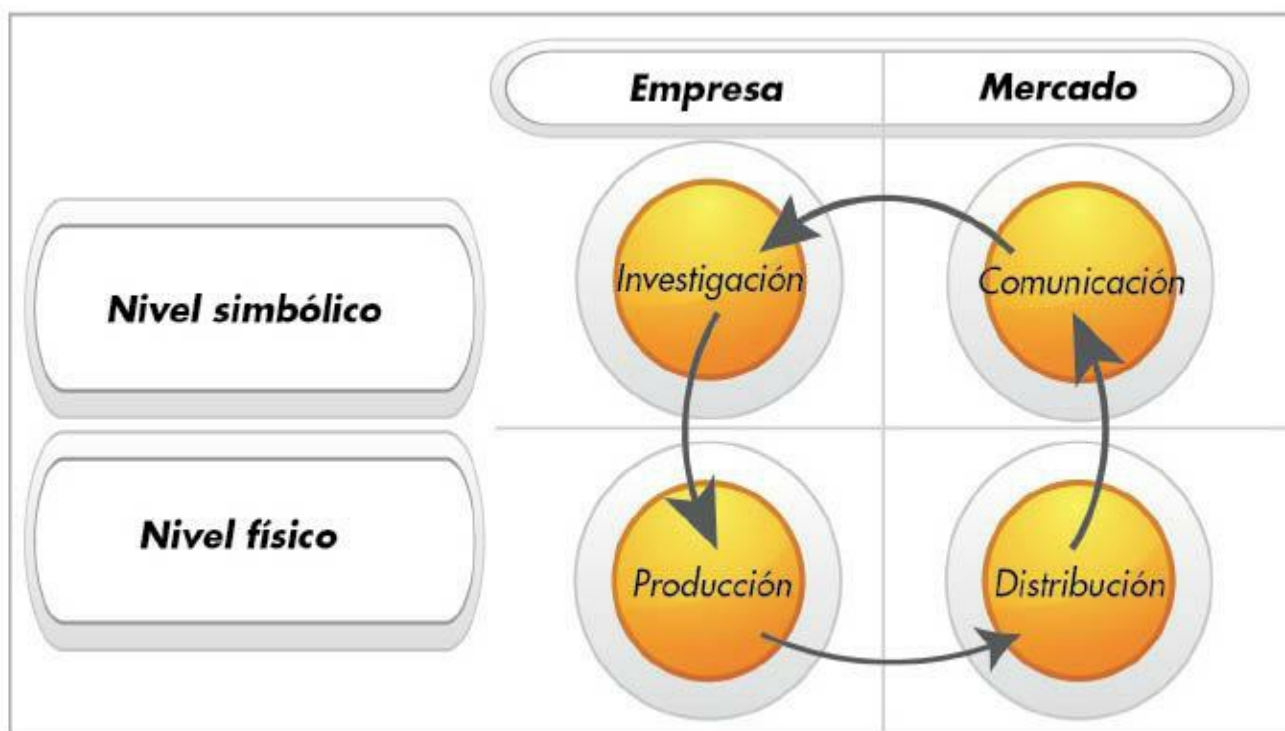 Empresa
Mercado
Nivel simbólico
Investigación
Comunicación
Nivel físico
Producción
Distribución